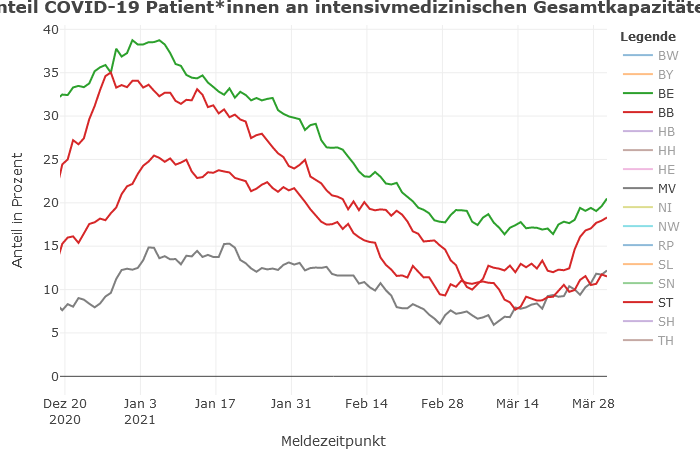 nteil COVID-19 Patient*innen an intensivmedizinischen Gesamtkapazitäte
Legende
BW
BY
BE
BB
HB
HH
HE
MV
NI
NW
RP
SL
SN
ST
SH
TH
Anteil in Prozent
40
35
30
25
20
15
10
5
0
Dez 20 Jan 3 Jan 17 Jan 31 Feb 14 Feb 28 Mär 14 Mär 28
2020 2021
Meldezeitpunkt